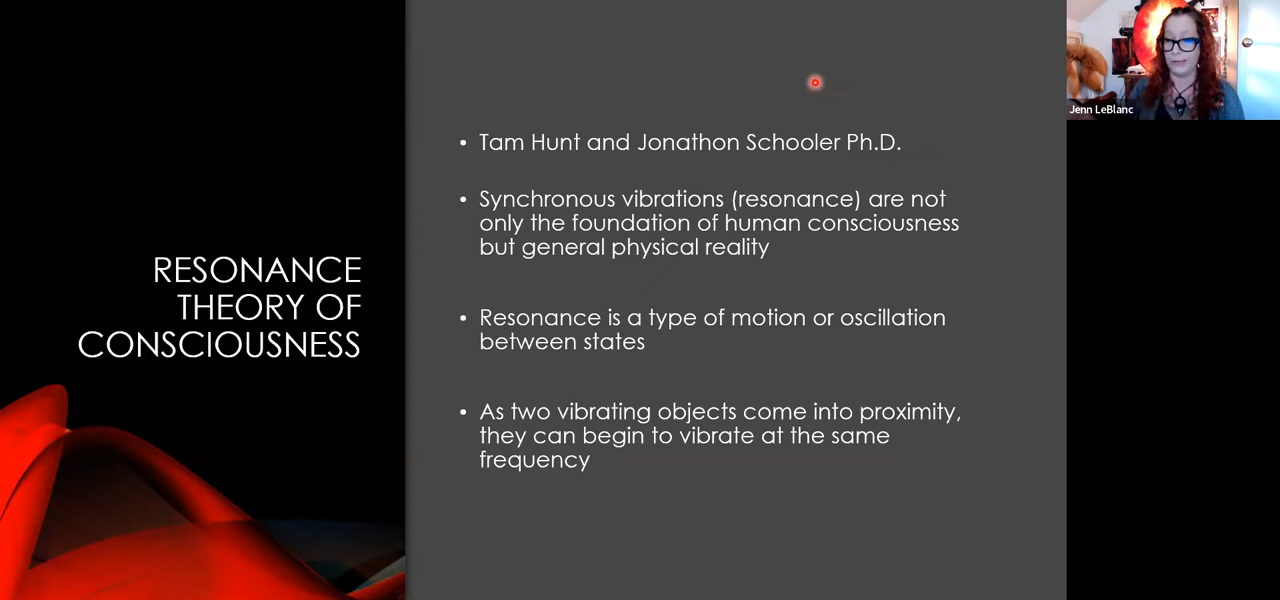 RESONANCE
THEORY OF
CONSCIOUSNESS
• Tam Hunt and Jonathon Schooler Ph.D.
• Synchronous vibrations (resonance) are not
only the foundation of human consciousness
but general physical reality
• Resonance is a type of motion or oscillation
between states
• As two vibrating objects come into proximity,
they can begin to vibrate at the same
frequency
Jenn LeBlanc